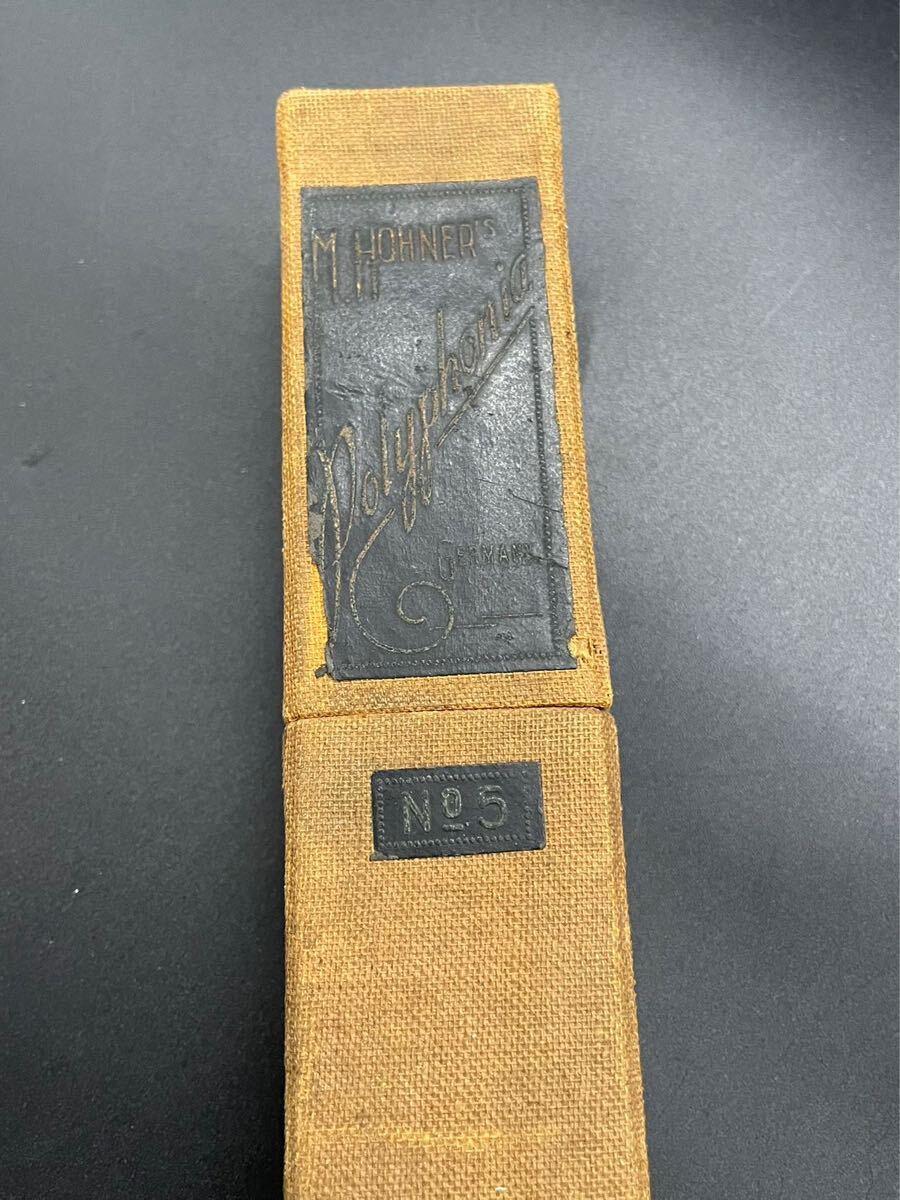 M. HOHNER'S
Polyphonia
GERMANY
No. 5